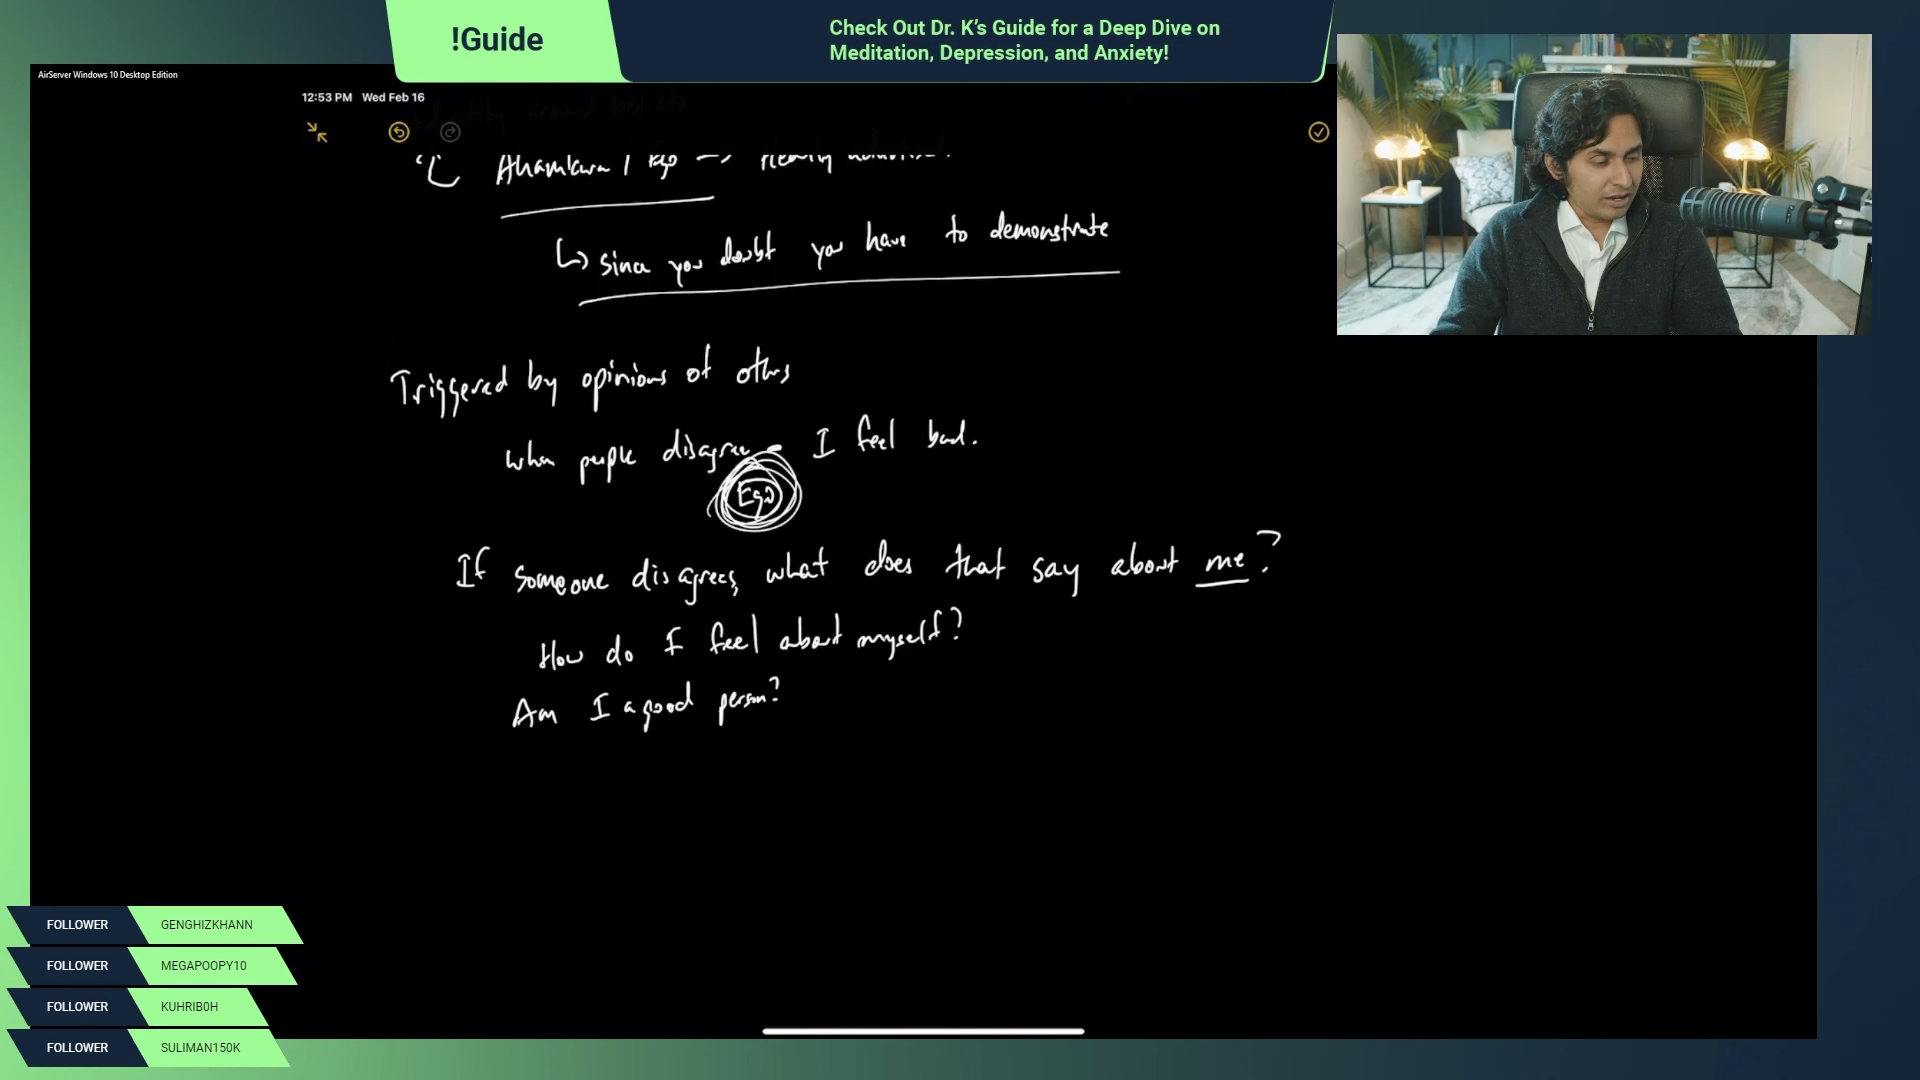 !Guide
Check Out Dr. K’s Guide for a Deep Dive on
Meditation, Depression, and Anxiety!
AirServer Windows 10 Desktop Edition
12:53 PM Wed Feb 16
Ahamkara / Ego →
↳ since you doubt you have to demonstrate
Triggered by opinions of others
when people disagree - I feel bad.
Ego
If someone disagrees, what does that say about me?
How do I feel about myself?
Am I a good person?
FOLLOWER GENGHIZKHANN
FOLLOWER MEGAPOOPY10
FOLLOWER KUHRIB0H
FOLLOWER SULIMAN150K